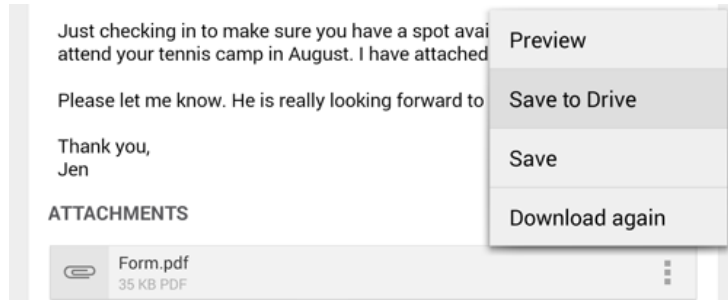 Just checking in to make sure you have a spot
attend your tennis camp in August. I have attached
Please let me know. He is really looking forward to
Thank you,
Jen
ATTACHMENTS
Form.pdf
35 KB PDF
Preview
Save to Drive
Save
Download again